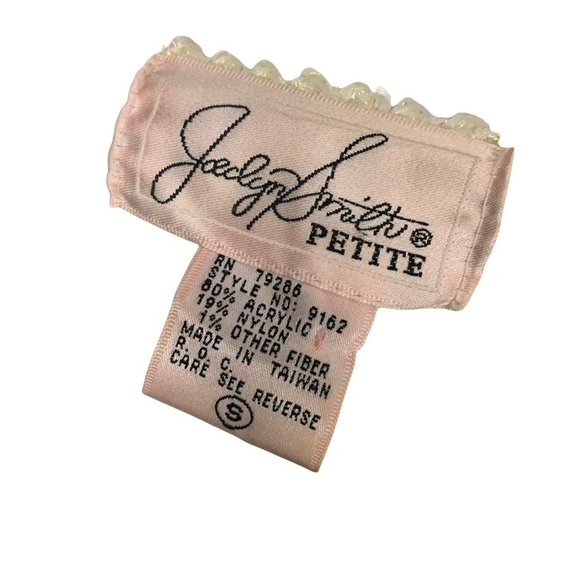 Joclyn Smith®
PETITE
RN 79286
STYLE NO: 9162
80% ACRYLIC
19% NYLON
1% OTHER FIBER
MADE IN TAIWAN
R. O. C.
CARE SEE REVERSE
S